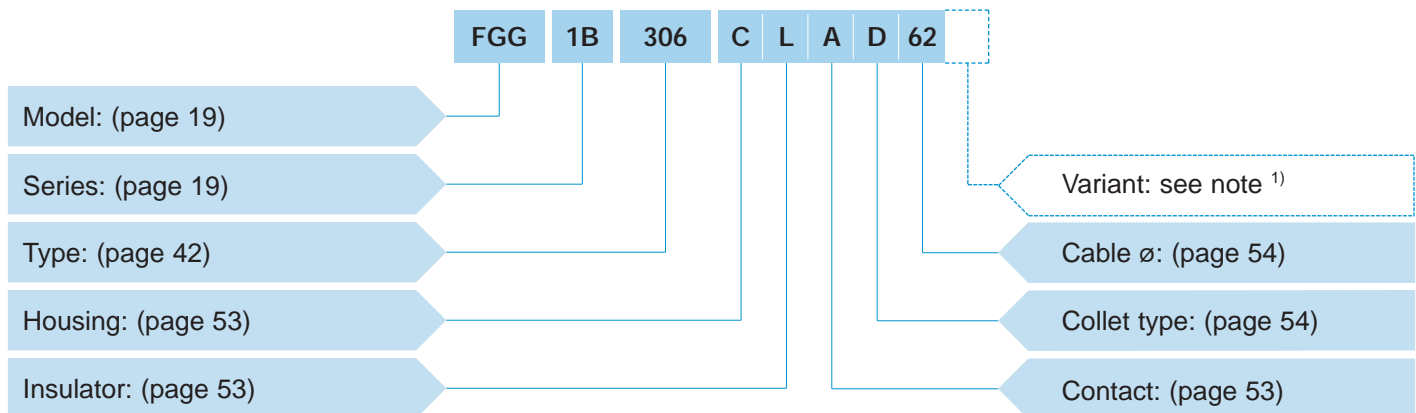 FGG 1B 306 C L A D 62
Model: (page 19)
Series: (page 19)
Type: (page 42)
Housing: (page 53)
Insulator: (page 53)
Variant: see note 1)
Cable ø: (page 54)
Collet type: (page 54)
Contact: (page 53)